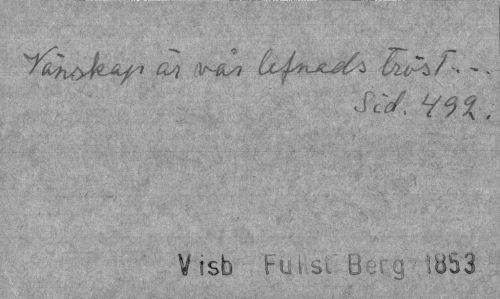 Vänskap är vår lefnads tröst. - -
Sid. 492.
Visb Fullst Berg 1853